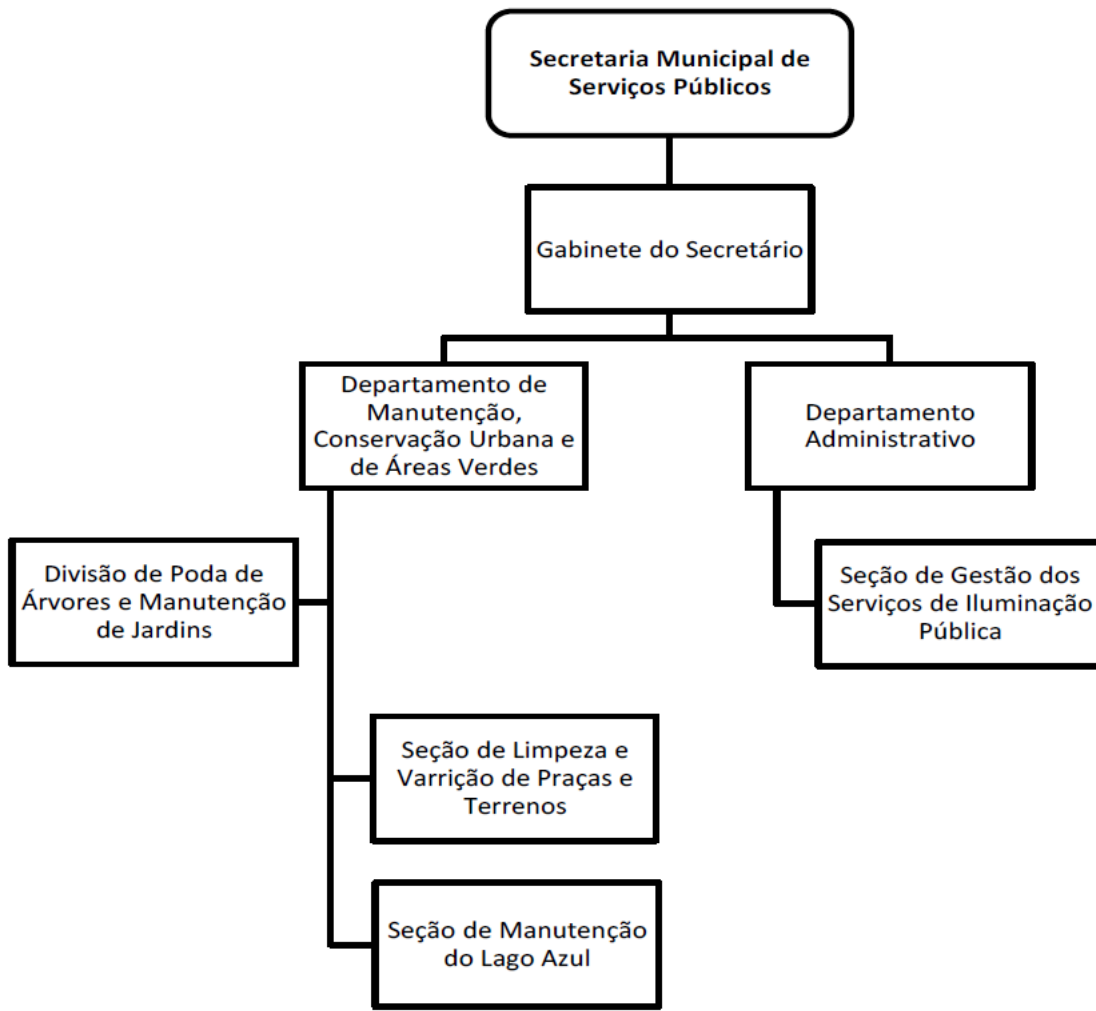 Secretaria Municipal de
Serviços Públicos
Gabinete do Secretário
Departamento de
Manutenção,
Conservação Urbana e
de Áreas Verdes
Departamento
Administrativo
Divisão de Poda de
Árvores e Manutenção
de Jardins
Seção de Gestão dos
Serviços de Iluminação
Pública
Seção de Limpeza e
Varrição de Praças e
Terrenos
Seção de Manutenção
do Lago Azul